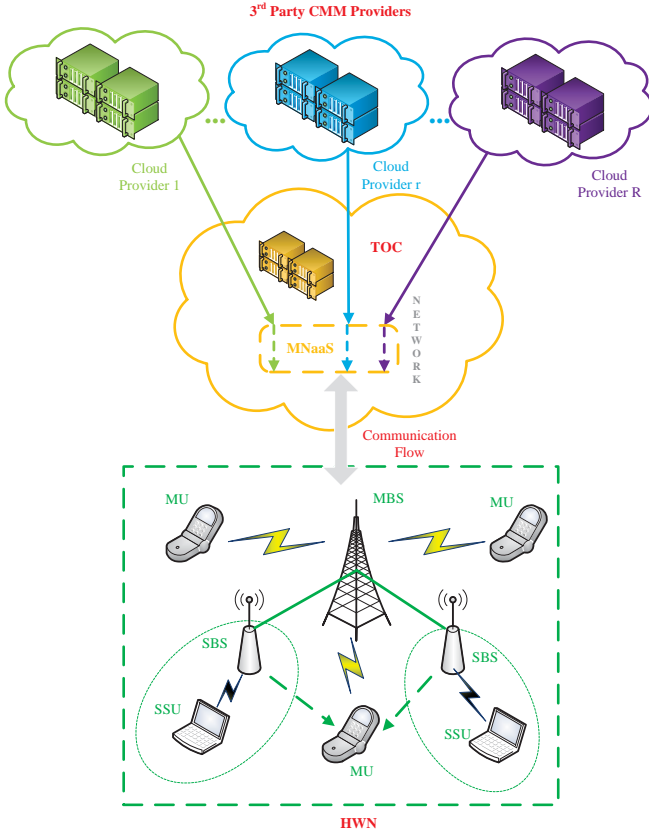 3rd Party CMM Providers
...
...
Cloud
Provider 1
Cloud
Provider r
Cloud
Provider R
TOC
NETWORK
MNaaS
Communication
Flow
MU
MBS
MU
SBS
SBS
SSU
SSU
MU
HWN